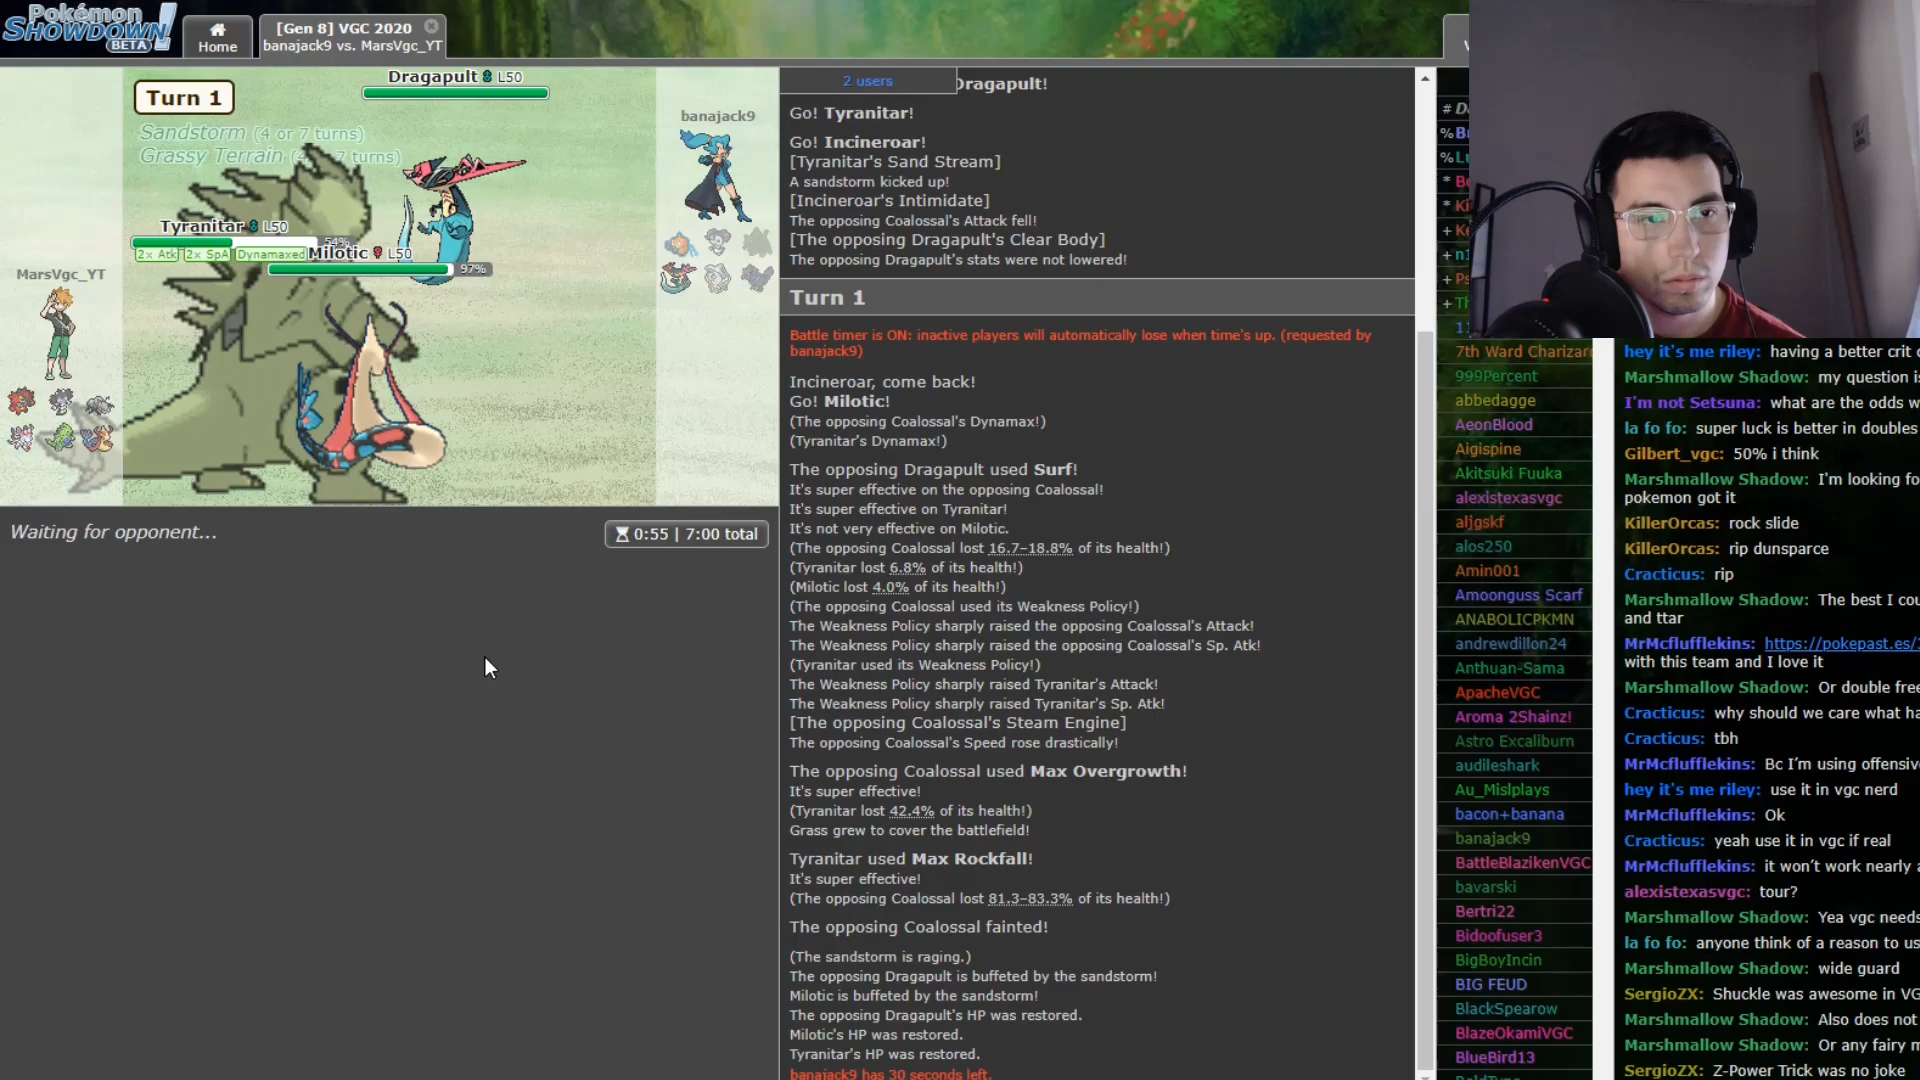 Pokémon
SHOWDOWN!
BETA
Home
[Gen 8] VGC 2020
banajack9 vs. MarsVgc_YT
Turn 1
Sandstorm (4 or 7 turns)
Grassy Terrain (4 7 turns)
Dragapult L50
Tyranitar L50
54%
2x Atk 2x SpA Dynamaxed
Milotic L50
97%
banajack9
MarsVgc_YT
Waiting for opponent...
0:55 | 7:00 total
2 users
Dragapult!
Go! Tyranitar!
Go! Incineroar!
[Tyranitar's Sand Stream]
A sandstorm kicked up!
[Incineroar's Intimidate]
The opposing Coalossal's Attack fell!
[The opposing Dragapult's Clear Body]
The opposing Dragapult's stats were not lowered!
Turn 1
Battle timer is ON: inactive players will automatically lose when time's up. (requested by
banajack9)
Incineroar, come back!
Go! Milotic!
(The opposing Coalossal's Dynamax!)
(Tyranitar's Dynamax!)
The opposing Dragapult used Surf!
It's super effective on the opposing Coalossal!
It's super effective on Tyranitar!
It's not very effective on Milotic.
(The opposing Coalossal lost 16.7–18.8% of its health!)
(Tyranitar lost 6.8% of its health!)
(Milotic lost 4.0% of its health!)
(The opposing Coalossal used its Weakness Policy!)
The Weakness Policy sharply raised the opposing Coalossal's Attack!
The Weakness Policy sharply raised the opposing Coalossal's Sp. Atk!
(Tyranitar used its Weakness Policy!)
The Weakness Policy sharply raised Tyranitar's Attack!
The Weakness Policy sharply raised Tyranitar's Sp. Atk!
[The opposing Coalossal's Steam Engine]
The opposing Coalossal's Speed rose drastically!
The opposing Coalossal used Max Overgrowth!
It's super effective!
(Tyranitar lost 42.4% of its health!)
Grass grew to cover the battlefield!
Tyranitar used Max Rockfall!
It's super effective!
(The opposing Coalossal lost 81.3–83.3% of its health!)
The opposing Coalossal fainted!
(The sandstorm is raging.)
The opposing Dragapult is buffeted by the sandstorm!
Milotic is buffeted by the sandstorm!
The opposing Dragapult's HP was restored.
Milotic's HP was restored.
Tyranitar's HP was restored.
banajack9 has 30 seconds left.
7th Ward Charizard
999Percent
abbedagge
AeonBlood
Aigispine
Akitsuki Fuuka
alexistexasvgc
aljgskf
alos250
Amin001
Amoonguss Scarf
ANABOLICPKMN
andrewdillon24
Anthuan-Sama
ApacheVGC
Aroma 2Shainz!
Astro Excaliburn
audileshark
Au_Mislplays
bacon+banana
banajack9
BattleBlazikenVGC
bavarski
Bertri22
Bidoofuser3
BigBoyIncin
BIG FEUD
BlackSpearow
BlazeOkamiVGC
BlueBird13
hey it's me riley: having a better crit
Marshmallow Shadow: my question is
I'm not Setsuna: what are the odds w
la fo fo: super luck is better in doubles
Gilbert_vgc: 50% i think
Marshmallow Shadow: I'm looking fo
pokemon got it
KillerOrcas: rock slide
KillerOrcas: rip dunsparce
Cracticus: rip
Marshmallow Shadow: The best I cou
and ttar
MrMcflufflekins: https://pokepast.es/
with this team and I love it
Marshmallow Shadow: Or double free
Cracticus: why should we care what ha
Cracticus: tbh
MrMcflufflekins: Bc I'm using offensiv
hey it's me riley: use it in vgc nerd
MrMcflufflekins: Ok
Cracticus: yeah use it in vgc if real
MrMcflufflekins: it won't work nearly a
alexistexasvgc: tour?
Marshmallow Shadow: Yea vgc needs
la fo fo: anyone think of a reason to us
Marshmallow Shadow: wide guard
SergioZX: Shuckle was awesome in VG
Marshmallow Shadow: Also does not
Marshmallow Shadow: Or any fairy m
SergioZX: Z-Power Trick was no joke